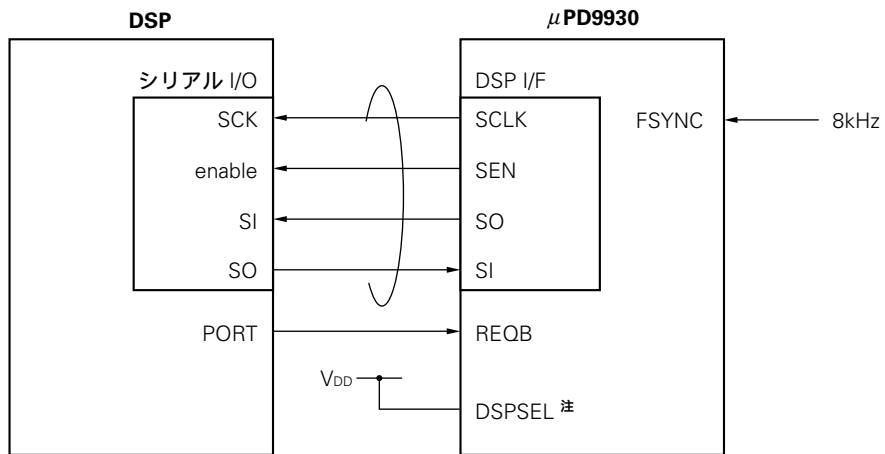 DSP
μPD9930
シリアル I/O
DSP I/F
SCK
SCLK
FSYNC
8kHz
enable
SEN
SI
SO
SO
SI
PORT
REQB
VDD
DSPSEL 注